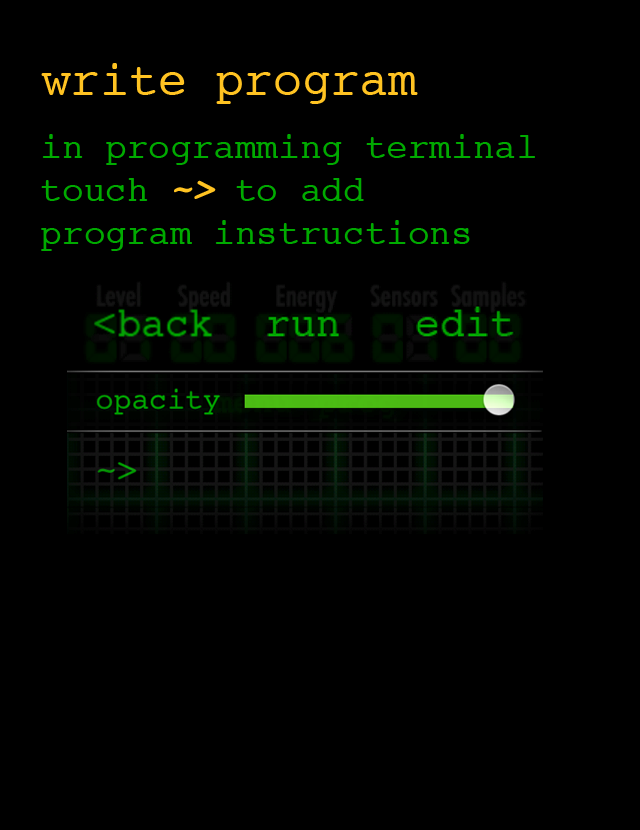 write program
in programming terminal
touch ~> to add
program instructions
Level Speed Energy Sensors Samples
<back run edit
opacity
~>